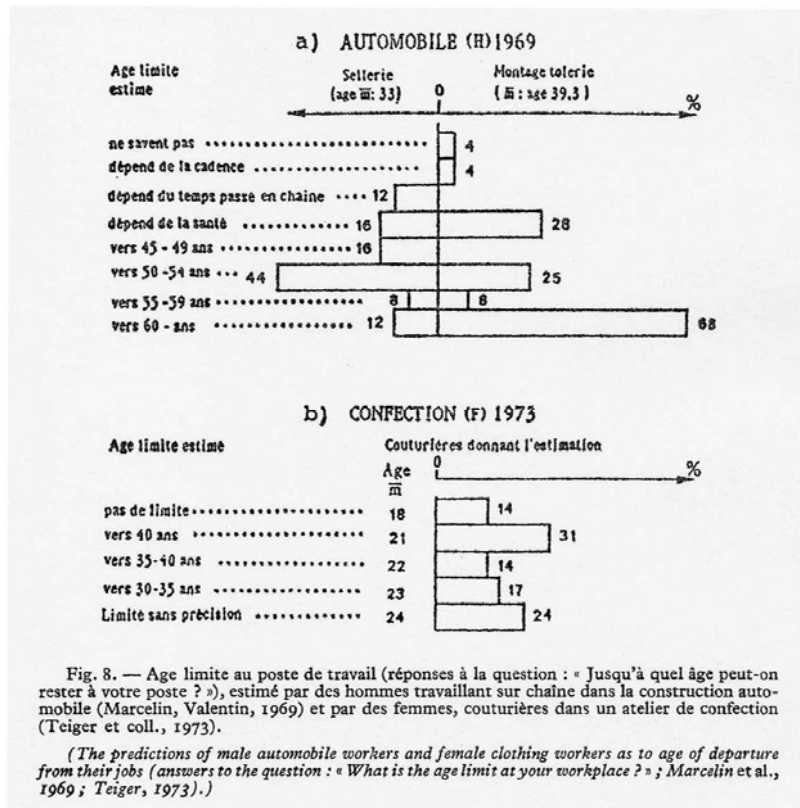 a) AUTOMOBILE (H) 1969
Age limite estime
Sellerie (age m̅: 33)
0
Montage tolerie (m̅: age 39.3)
%
ne savent pas 4
dépend de la cadence 4
dépend du temps passe en chaine 12
dépend de la santé 16 28
vers 45 - 49 ans 16
vers 50 - 54 ans 44 25
vers 55 - 59 ans 8 8
vers 60 - ans 12 68
b) CONFECTION (F) 1973
Age limite estimé
Couturières donnant l'estimation
Age m̅
0
%
pas de limite 18 14
vers 40 ans 21 31
vers 35-40 ans 22 14
vers 30-35 ans 23 17
Limite sans précision 24 24
Fig. 8. — Age limite au poste de travail (réponses à la question : « Jusqu'à quel âge peut-on
rester à votre poste ? »), estimé par des hommes travaillant sur chaîne dans la construction auto-
mobile (Marcelin, Valentin, 1969) et par des femmes, couturières dans un atelier de confection
(Teiger et coll., 1973).
(The predictions of male automobile workers and female clothing workers as to age of departure
from their jobs (answers to the question : « What is the age limit at your workplace ? » ; Marcelin et al.,
1969 ; Teiger, 1973).)